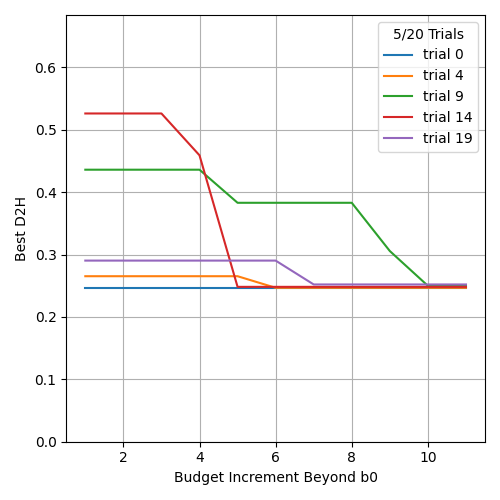 5/20 Trials
trial 0
trial 4
trial 9
trial 14
trial 19
0.6
0.5
0.4
0.3
0.2
0.1
0.0
Best D2H
2 4 6 8 10
Budget Increment Beyond b0